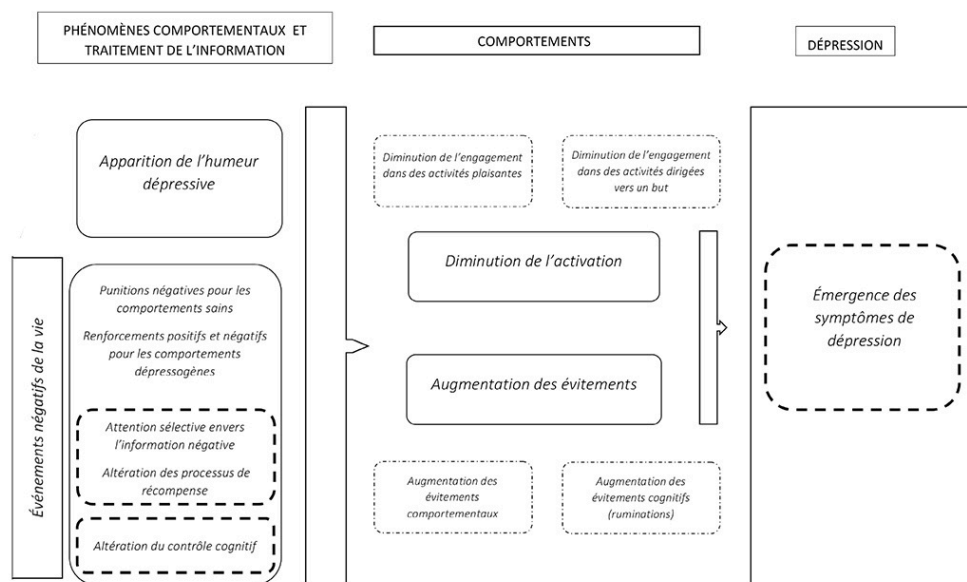 PHÉNOMÈNES COMPORTEMENTAUX ET
TRAITEMENT DE L'INFORMATION
COMPORTEMENTS
DÉPRESSION
Apparition de l'humeur
dépressive
Événements négatifs de la vie
Punitions négatives pour les
comportements sains
Renforcements positifs et négatifs
pour les comportements
dépressogènes
Attention sélective envers
l'information négative
Altération des processus de
récompense
Altération du contrôle cognitif
Diminution de l'engagement
dans des activités plaisantes
Diminution de l'engagement
dans des activités dirigées
vers un but
Diminution de l'activation
Augmentation des évitements
Augmentation des
évitements
comportementaux
Augmentation des
évitements cognitifs
(ruminations)
Émergence des
symptômes de
dépression